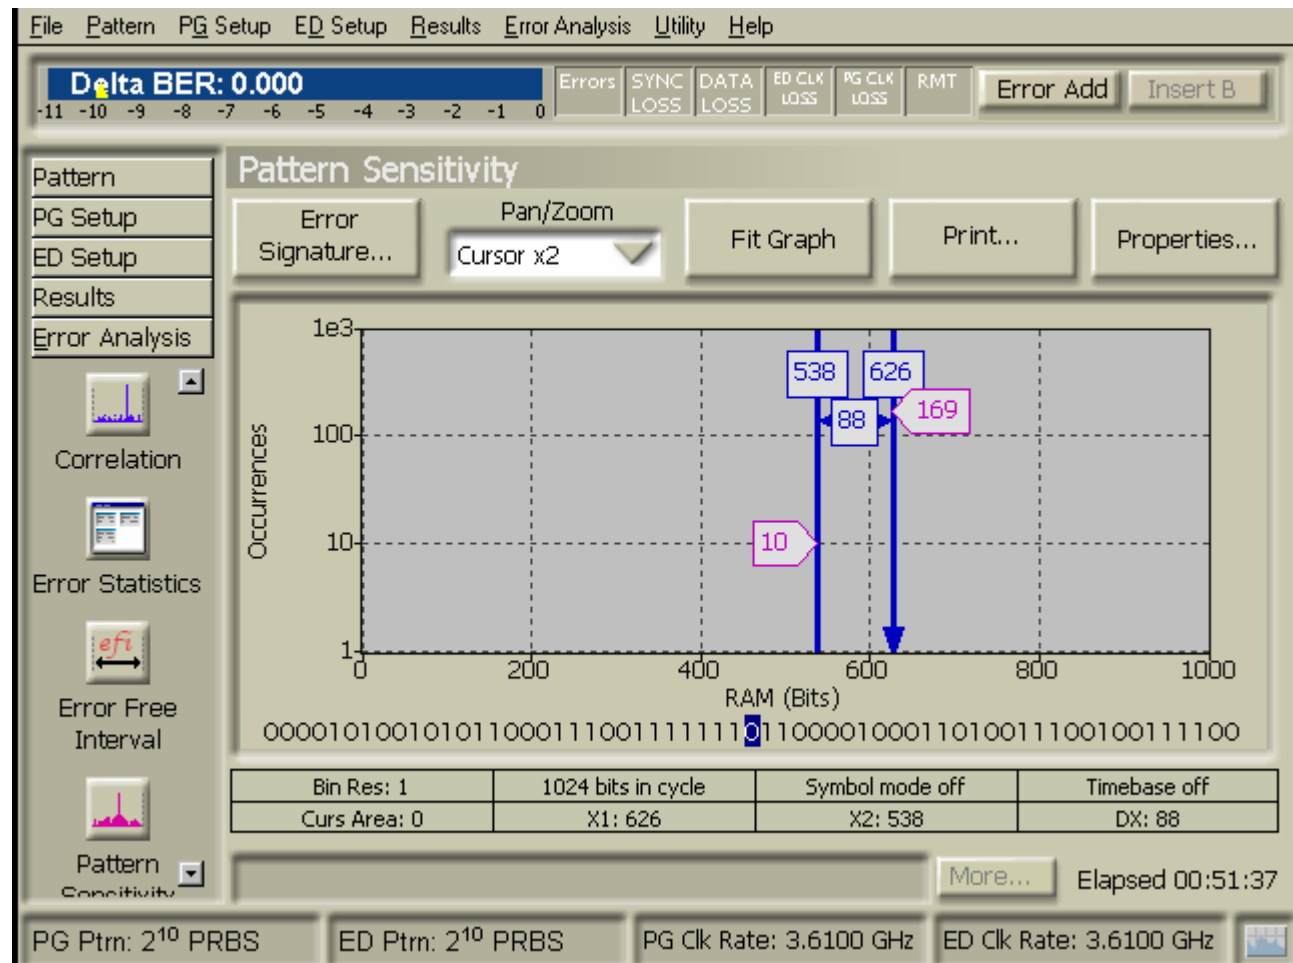 File Pattern PG Setup ED Setup Results Error Analysis Utility Help
Delta BER: 0.000
-11 -10 -9 -8 -7 -6 -5 -4 -3 -2 -1 0
Errors
SYNC
LOSS
DATA
LOSS
ED CLK
LOSS
PG CLK
LOSS
RMT
Error Add
Insert B
Pattern
PG Setup
ED Setup
Results
Error Analysis
Correlation
Error Statistics
efi
Error Free
Interval
Pattern
Sensitivity
Pattern Sensitivity
Error
Signature...
Pan/Zoom
Cursor x2
Fit Graph
Print...
Properties...
1e3
100
10
1
Occurrences
538
626
88
169
10
0 200 400 600 800 1000
RAM (Bits)
00001010010101100011100111111110110000100011010011100100111100
Bin Res: 1 1024 bits in cycle Symbol mode off Timebase off
Curs Area: 0 X1: 626 X2: 538 DX: 88
More...
Elapsed 00:51:37
PG Ptrn: 2¹⁰ PRBS ED Ptrn: 2¹⁰ PRBS PG Clk Rate: 3.6100 GHz ED Clk Rate: 3.6100 GHz